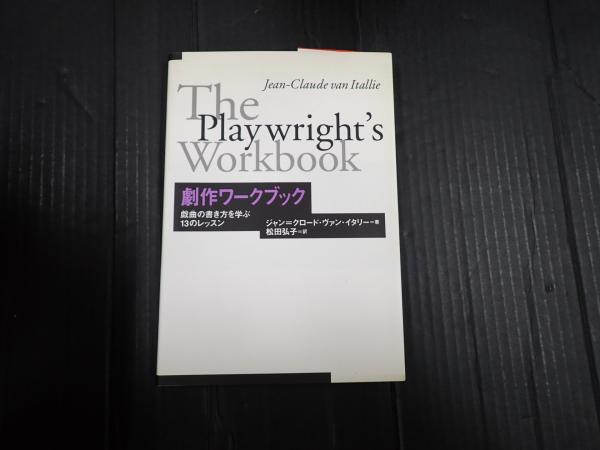 Jean-Claude van Itallie
The
Playwright's
Workbook
劇作ワークブック
戯曲の書き方を学ぶ
13のレッスン
ジャン=クロード・ヴァン・イタリー=著
松田弘子=訳